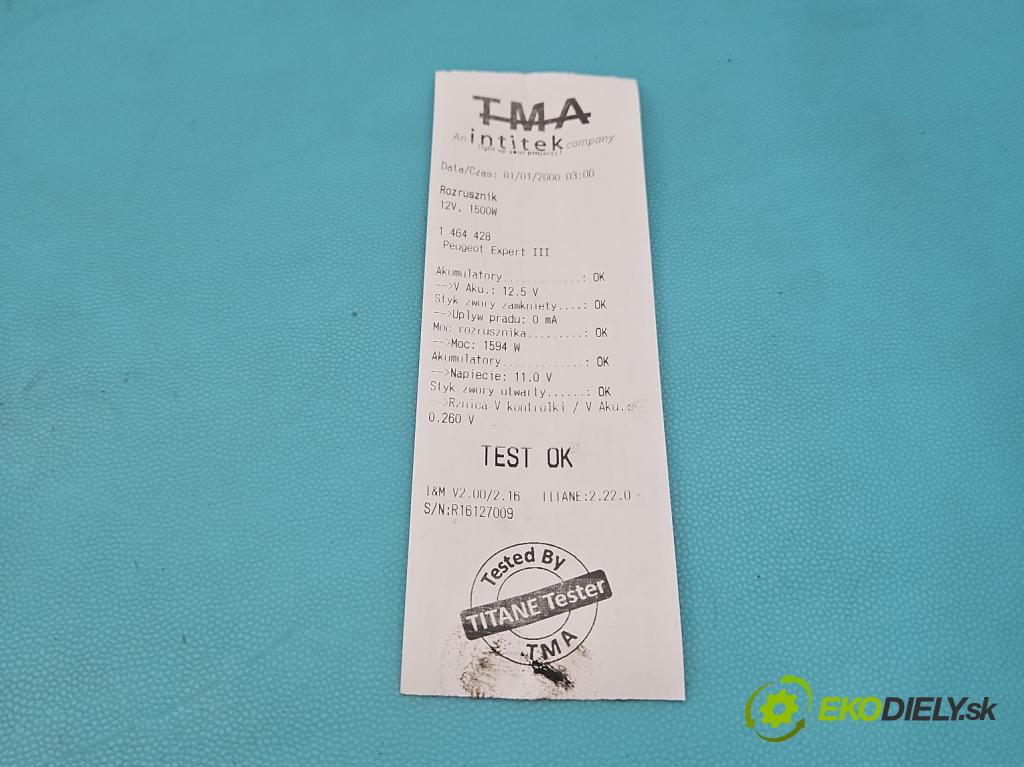 TMA
An intitek company
light up your projects!
Data/Czas: 01/01/2000 03:00
Rozrusznik
12V, 1500W
1 464 428
Peugeot Expert III
Akumulatory............: OK
-->V Aku.: 12.5 V
Styk zwory zamkniety....: OK
-->Uplyw pradu: 0 mA
Moc rozrusznika.........: OK
-->Moc: 1594 W
Akumulatory.............: OK
-->Napiecie: 11.0 V
Styk zwory otwarty......: OK
-->Rznica V kontrolki / V Aku.:
0.260 V
TEST OK
I&M V2.00/2.16 TITANE:2.22.0
S/N:R16127009
Tested By
TITANE Tester
TMA
EKODIELY.sk